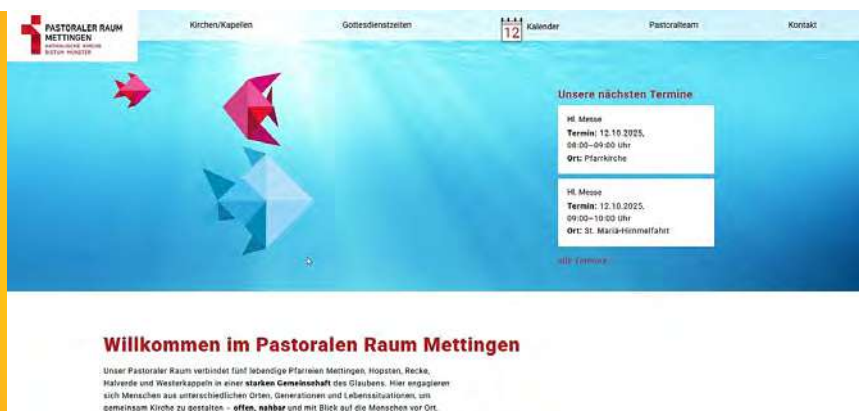 PASTORALER RAUM
METTINGEN
KATHOLISCHE KIRCHE
BISTUM MÜNSTER
Kirchen/Kapellen
Gottesdienstzeiten
12
Kalender
Pastoralteam
Kontakt
Unsere nächsten Termine
Hl. Messe
Termin: 12.10.2025,
08:00–09:00 Uhr
Ort: Pfarrkirche
Hl. Messe
Termin: 12.10.2025,
09:00–10:00 Uhr
Ort: St. Mariä-Himmelfahrt
alle Termine
Willkommen im Pastoralen Raum Mettingen
Unser Pastoraler Raum verbindet fünf lebendige Pfarreien Mettingen, Hopsten, Recke,
Halverde und Westerkappeln in einer starken Gemeinschaft des Glaubens. Hier engagieren
sich Menschen aus unterschiedlichen Orten, Generationen und Lebenssituationen, um
gemeinsam Kirche zu gestalten – offen, nahbar und mit Blick auf die Menschen vor Ort.